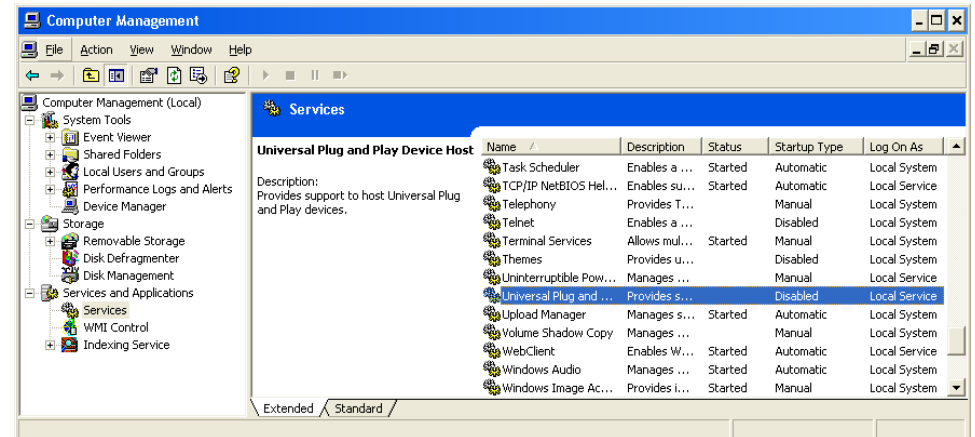 Computer Management
File Action View Window Help
Computer Management (Local)
System Tools
Event Viewer
Shared Folders
Local Users and Groups
Performance Logs and Alerts
Device Manager
Storage
Removable Storage
Disk Defragmenter
Disk Management
Services and Applications
Services
WMI Control
Indexing Service
Services
Universal Plug and Play Device Host
Description:
Provides support to host Universal Plug
and Play devices.
Name Description Status Startup Type Log On As
Task Scheduler Enables a ... Started Automatic Local System
TCP/IP NetBIOS Hel... Enables su... Started Automatic Local Service
Telephony Provides T... Manual Local System
Telnet Enables a ... Disabled Local System
Terminal Services Allows mul... Started Manual Local System
Themes Provides u... Disabled Local System
Uninterruptible Pow... Manages ... Manual Local Service
Universal Plug and ... Provides s... Disabled Local Service
Upload Manager Manages s... Started Automatic Local System
Volume Shadow Copy Manages ... Manual Local System
WebClient Enables W... Started Automatic Local Service
Windows Audio Manages ... Started Automatic Local System
Windows Image Ac... Provides i... Started Manual Local System
Extended Standard